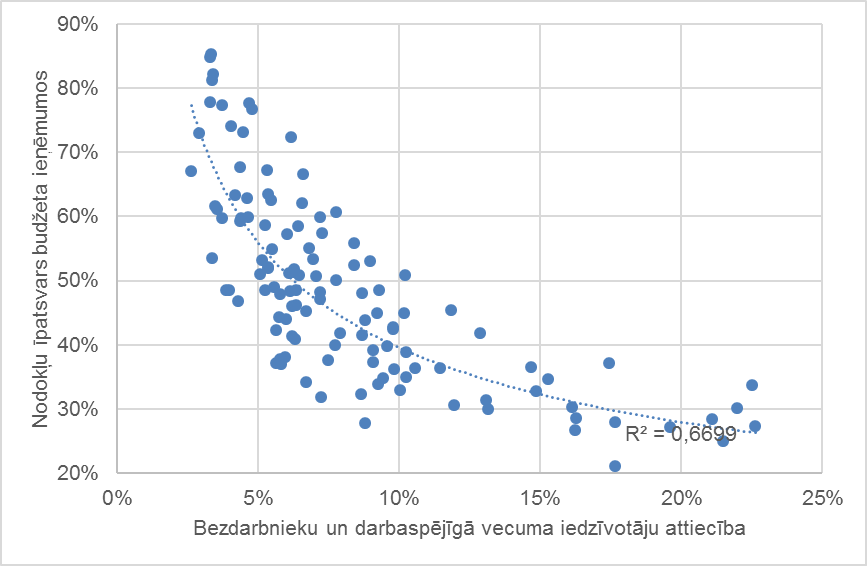 90%
80%
70%
60%
50%
40%
30%
20%
Nodokļu īpatsvars budžeta ieņēmumos
R² = 0,6699
0% 5% 10% 15% 20% 25%
Bezdarbnieku un darbaspējīgā vecuma iedzīvotāju attiecība